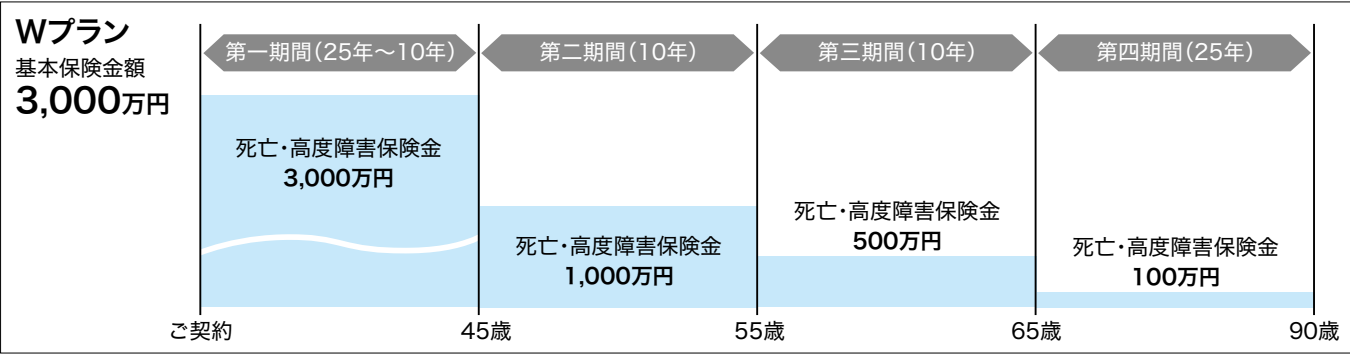 Wプラン
基本保険金額
3,000万円
第一期間（25年～10年）
第二期間（10年）
第三期間（10年）
第四期間（25年）
死亡・高度障害保険金
3,000万円
死亡・高度障害保険金
1,000万円
死亡・高度障害保険金
500万円
死亡・高度障害保険金
100万円
ご契約
45歳
55歳
65歳
90歳